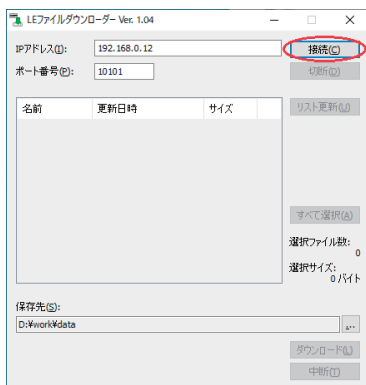 LEファイルダウンローダー Ver. 1.04
IPアドレス(I): 192.168.0.12 接続(C)
ポート番号(P): 10101 切断(D)
名前 更新日時 サイズ リスト更新(U)
すべて選択(A)
選択ファイル数:
0
選択サイズ:
0 バイト
保存先(S):
D:¥work¥data ...
ダウンロード(L)
中断(T)